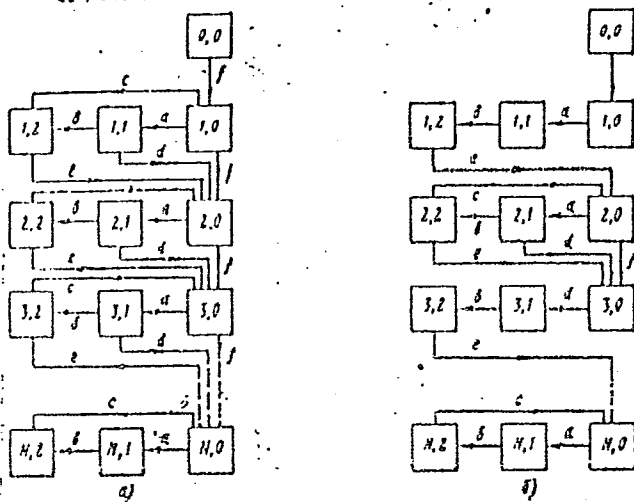 0,0 0,0
f
c
1,2 в 1,1 а 1,0 1,2 в 1,1 а 1,0
d
e f e
2,2 в 2,1 а 2,0 2,2 c в 2,1 а 2,0
d d
e f e f
c
3,2 в 3,1 а 3,0 3,2 в 3,1 а 3,0
d
e f e
c c
N,2 в N,1 а N,0 N,2 в N,1 а N,0
а) б)